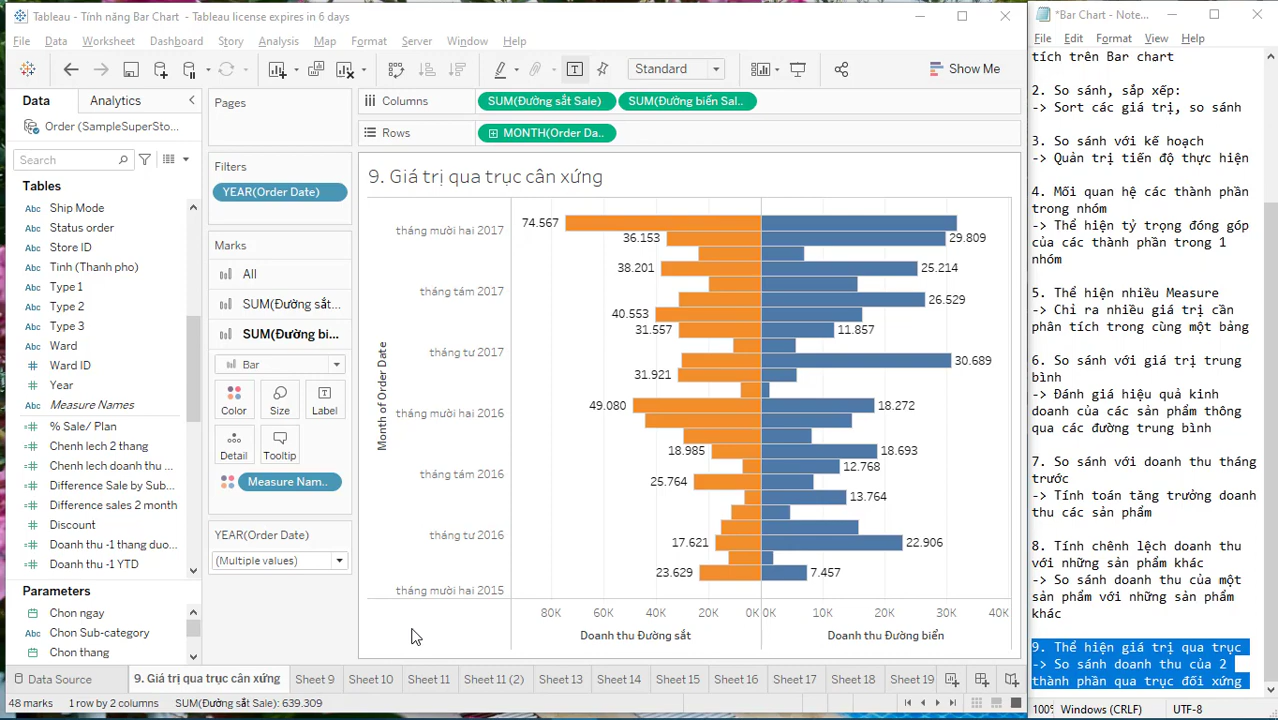 Tableau - Tính năng Bar Chart - Tableau license expires in 6 days
File Data Worksheet Dashboard Story Analysis Map Format Server Window Help
Standard
Show Me
Data Analytics
Order (SampleSuperSto...
Search
Tables
Abc Ship Mode
Abc Status order
Abc Store ID
Abc Tinh (Thanh pho)
Abc Type 1
Abc Type 2
Abc Type 3
Abc Ward
Ward ID
Year
Abc Measure Names
% Sale/ Plan
Chenh lech 2 thang
Chenh lech doanh thu ...
Difference Sale by Sub...
Difference sales 2 month
Discount
Doanh thu -1 thang duo...
Doanh thu -1 YTD
Parameters
Chon ngay
Abc Chon Sub-category
Chon thang
Pages
Filters
YEAR(Order Date)
Marks
All
SUM(Đường sắt...
SUM(Đường bi...
Bar
Color Size Label
Detail Tooltip
Measure Nam..
YEAR(Order Date)
(Multiple values)
Columns SUM(Đường sắt Sale) SUM(Đường biển Sal..
Rows MONTH(Order Da..
9. Giá trị qua trục cân xứng
Month of Order Date
tháng mười hai 2017
tháng tám 2017
tháng tư 2017
tháng mười hai 2016
tháng tám 2016
tháng tư 2016
tháng mười hai 2015
74.567
36.153 29.809
38.201 25.214
26.529
40.553
31.557 11.857
30.689
31.921
49.080 18.272
18.985 18.693
12.768
25.764
13.764
17.621 22.906
23.629 7.457
80K 60K 40K 20K 0K 0K 10K 20K 30K 40K
Doanh thu Đường sắt Doanh thu Đường biển
Data Source 9. Giá trị qua trục cân xứng Sheet 9 Sheet 10 Sheet 11 Sheet 11 (2) Sheet 13 Sheet 14 Sheet 15 Sheet 16 Sheet 17 Sheet 18 Sheet 19
48 marks 1 row by 2 columns
*Bar Chart - Note...
File Edit Format View Help
tích trên Bar chart
2. So sánh, sắp xếp:
-> Sort các giá trị, so sánh
3. So sánh với kế hoạch
-> Quản trị tiến độ thực hiện
4. Mối quan hệ các thành phần
trong nhóm
-> Thể hiện tỷ trọng đóng góp
của các thành phần trong 1
nhóm
5. Thể hiện nhiều Measure
-> Chỉ ra nhiều giá trị cần
phân tích trong cùng một bảng
6. So sánh với giá trị trung
bình
-> Đánh giá hiệu quả kinh
doanh của các sản phẩm thông
qua các đường trung bình
7. So sánh với doanh thu tháng
trước
-> Tính toán tăng trưởng doanh
thu các sản phẩm
8. Tính chênh lệch doanh thu
với những sản phẩm khác
-> So sánh doanh thu của một
sản phẩm với những sản phẩm
khác
9. Thể hiện giá trị qua trục
-> So sánh doanh thu của 2
thành phần qua trục đối xứng
Windows (CRLF) UTF-8